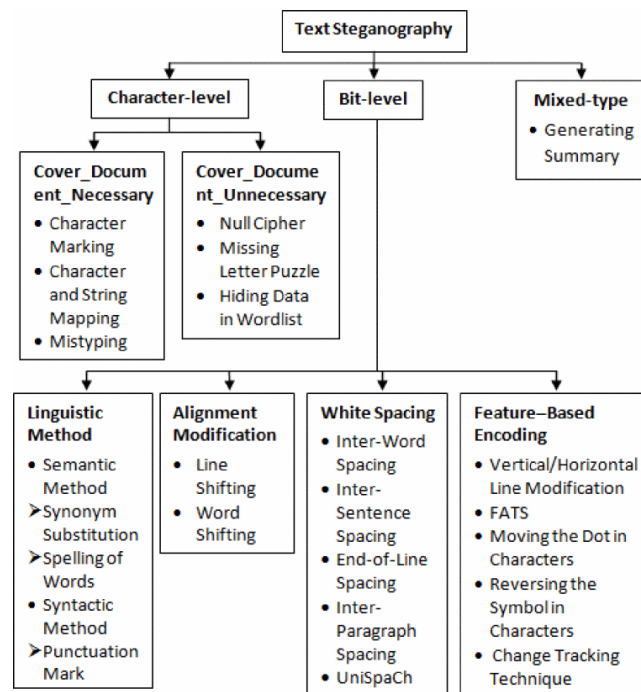 Text Steganography
Character-level
Bit-level
Mixed-type
• Generating
Summary
Cover_Docum
ent_Necessary
• Character
Marking
• Character
and String
Mapping
• Mistyping
Cover_Docume
nt_Unnecessary
• Null Cipher
• Missing
Letter Puzzle
• Hiding Data
in Wordlist
Linguistic
Method
• Semantic
Method
➢Synonym
Substitution
➢Spelling of
Words
• Syntactic
Method
➢Punctuation
Mark
Alignment
Modification
• Line
Shifting
• Word
Shifting
White Spacing
• Inter-Word
Spacing
• Inter-
Sentence
Spacing
• End-of-Line
Spacing
• Inter-
Paragraph
Spacing
• UniSpaCh
Feature–Based
Encoding
• Vertical/Horizontal
Line Modification
• FATS
• Moving the Dot in
Characters
• Reversing the
Symbol in
Characters
• Change Tracking
Technique